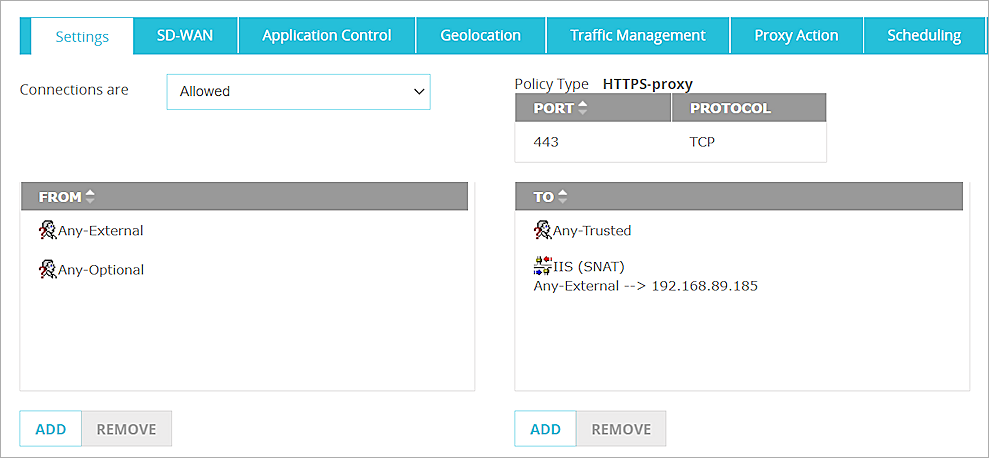 Settings SD-WAN Application Control Geolocation Traffic Management Proxy Action Scheduling
Connections are Allowed
Policy Type HTTPS-proxy
PORT PROTOCOL
443 TCP
FROM
Any-External
Any-Optional
ADD REMOVE
TO
Any-Trusted
IIS (SNAT)
Any-External --> 192.168.89.185
ADD REMOVE